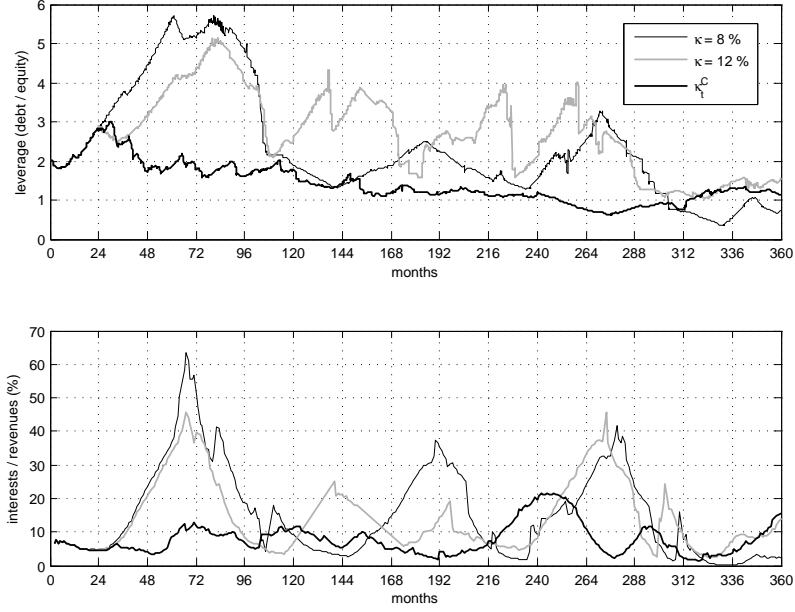 6
5
4
3
2
1
0
leverage (debt / equity)
κ = 8 %
κ = 12 %
κ_t^C
0 24 48 72 96 120 144 168 192 216 240 264 288 312 336 360
months
70
60
50
40
30
20
10
0
interests / revenues (%)
0 24 48 72 96 120 144 168 192 216 240 264 288 312 336 360
months